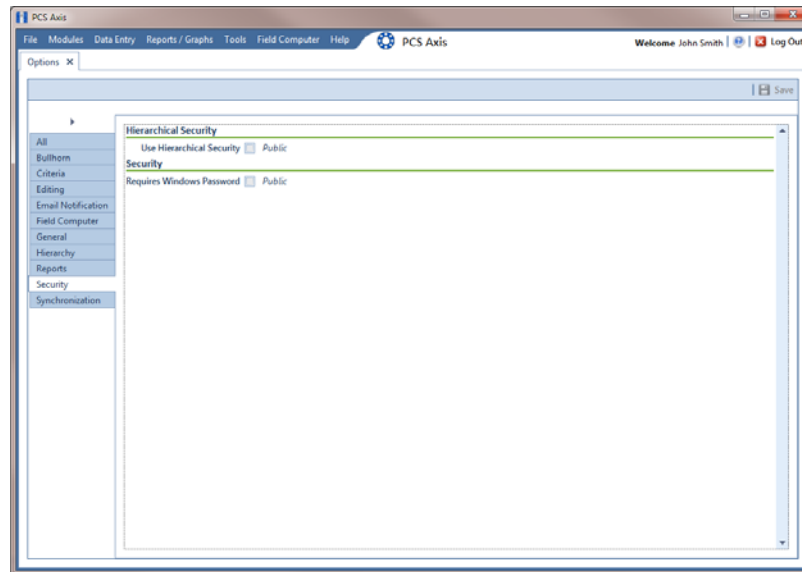 PCS Axis
File Modules Data Entry Reports / Graphs Tools Field Computer Help PCS Axis Welcome John Smith | | Log Out
Options X
| Save
All
Bullhorn
Criteria
Editing
Email Notification
Field Computer
General
Hierarchy
Reports
Security
Synchronization
Hierarchical Security
Use Hierarchical Security Public
Security
Requires Windows Password Public